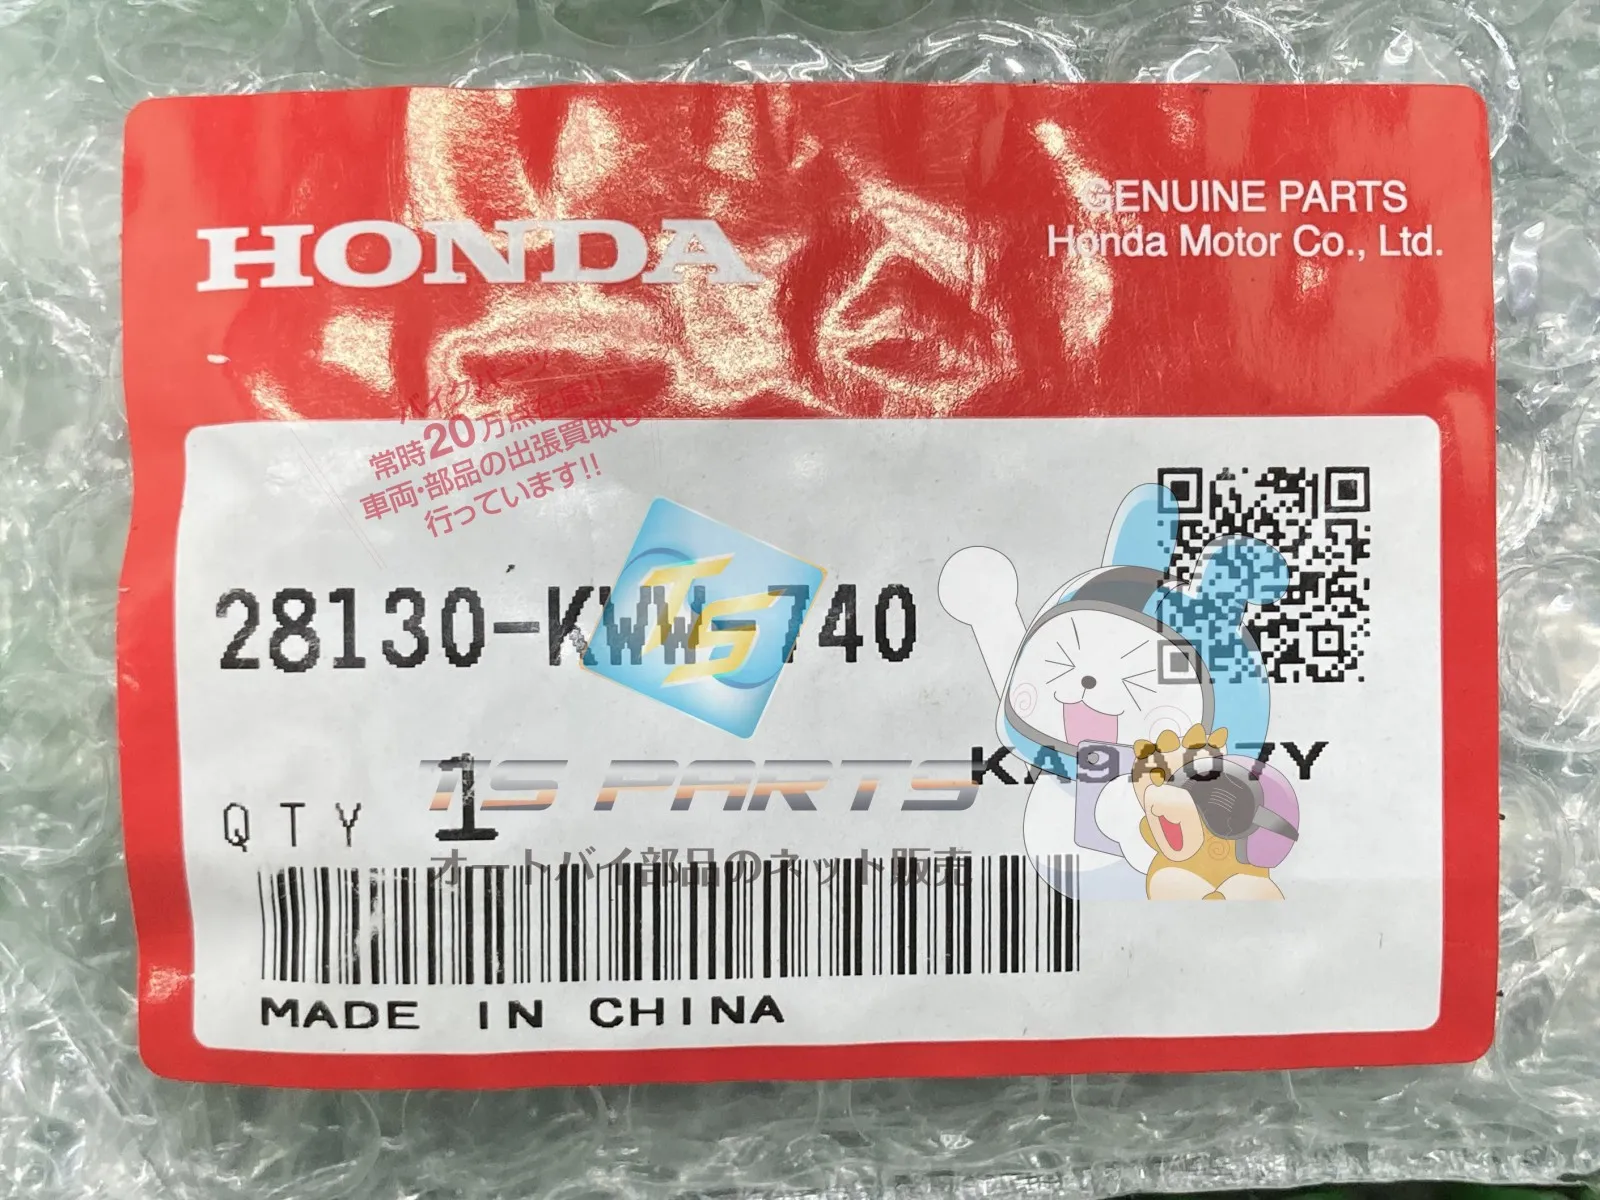 HONDA
GENUINE PARTS
Honda Motor Co., Ltd.
バイクパーツ
常時20万点在庫!!
車両・部品の出張買取も
行っています!!
28130-KWW-740
TS
TS PARTS
オートバイ部品のネット販売
KA9A07Y
QTY 1
MADE IN CHINA